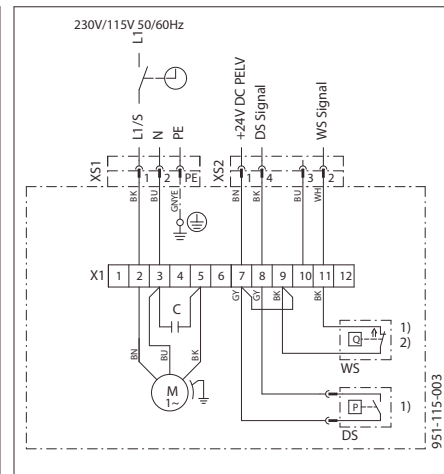 230V/115V 50/60Hz
L1
L1/S
N
PE
+24V DC PELV
DS Signal
WS Signal
XS1
1
2
PE
XS2
1
4
3
2
BK
BU
GNYE
BN
BK
BU
WH
X1 1 2 3 4 5 6 7 8 9 10 11 12
C
GY
GY
BK
BK
BN
BU
BK
M
1~
Q
1)
2)
WS
P
1)
DS
951-115-003